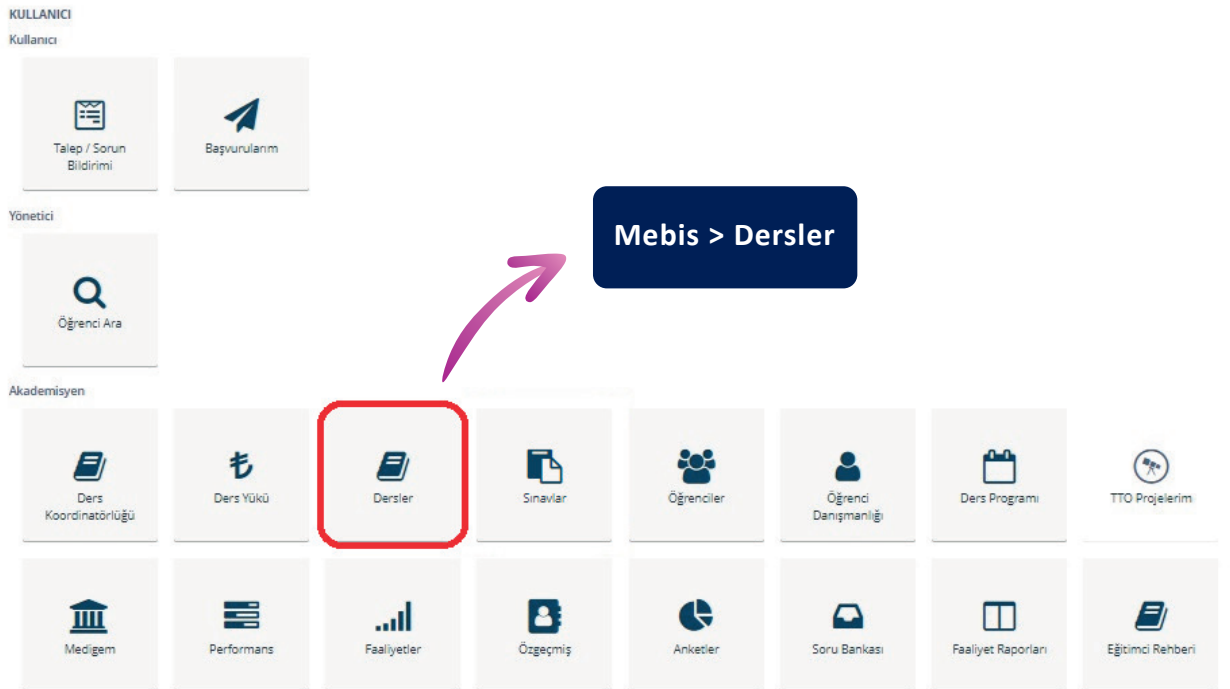 KULLANICI
Kullanıcı
Talep / Sorun
Bildirimi
Başvurularım
Yönetici
Mebis > Dersler
Öğrenci Ara
Akademisyen
Ders
Koordinatörlüğü
Ders Yükü
Dersler
Sınavlar
Öğrenciler
Öğrenci
Danışmanlığı
Ders Programı
TTO Projelerim
Medigem
Performans
Faaliyetler
Özgeçmiş
Anketler
Soru Bankası
Faaliyet Raporları
Eğitimci Rehberi